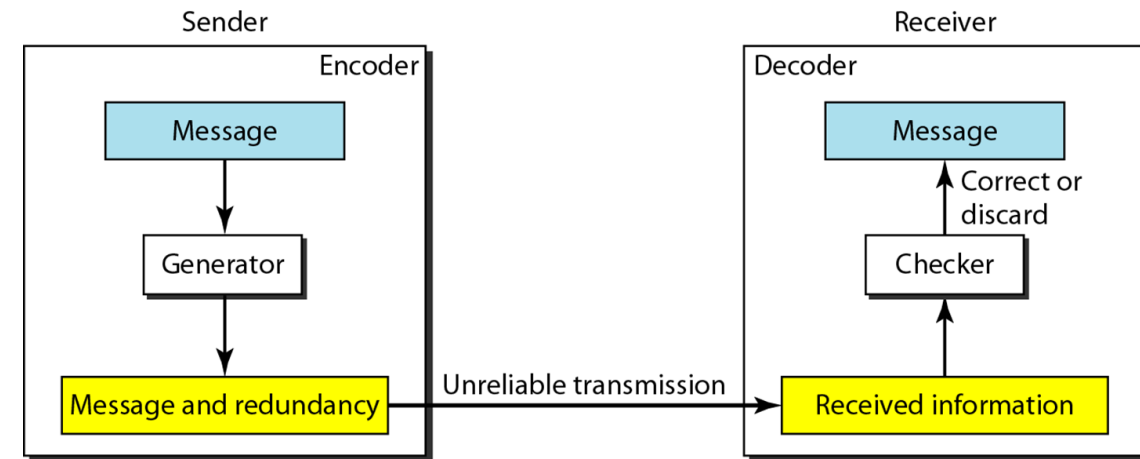 Sender
Encoder
Message
Generator
Message and redundancy
Unreliable transmission
Receiver
Decoder
Message
Correct or
discard
Checker
Received information